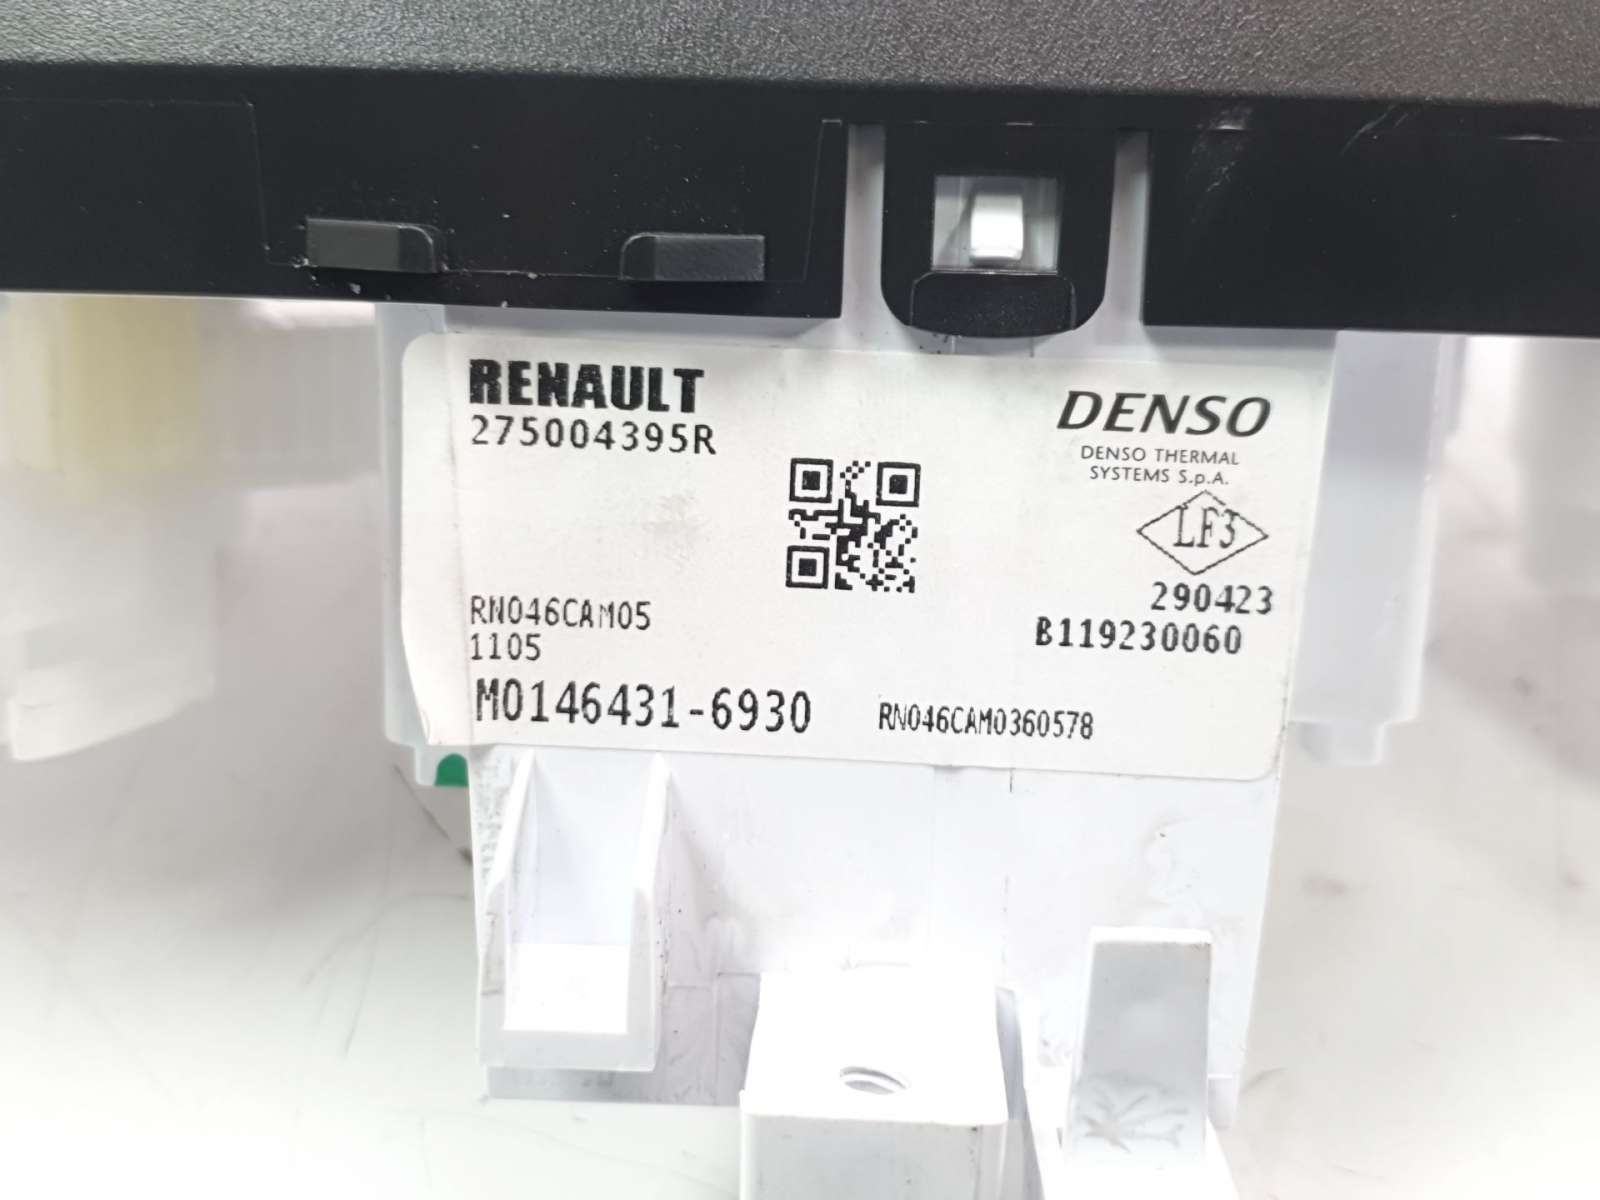 RENAULT
275004395R
DENSO
DENSO THERMAL
SYSTEMS S.p.A.
LF3
290423
B119230060
RN046CAM05
1105
M0146431-6930
RN046CAM0360578